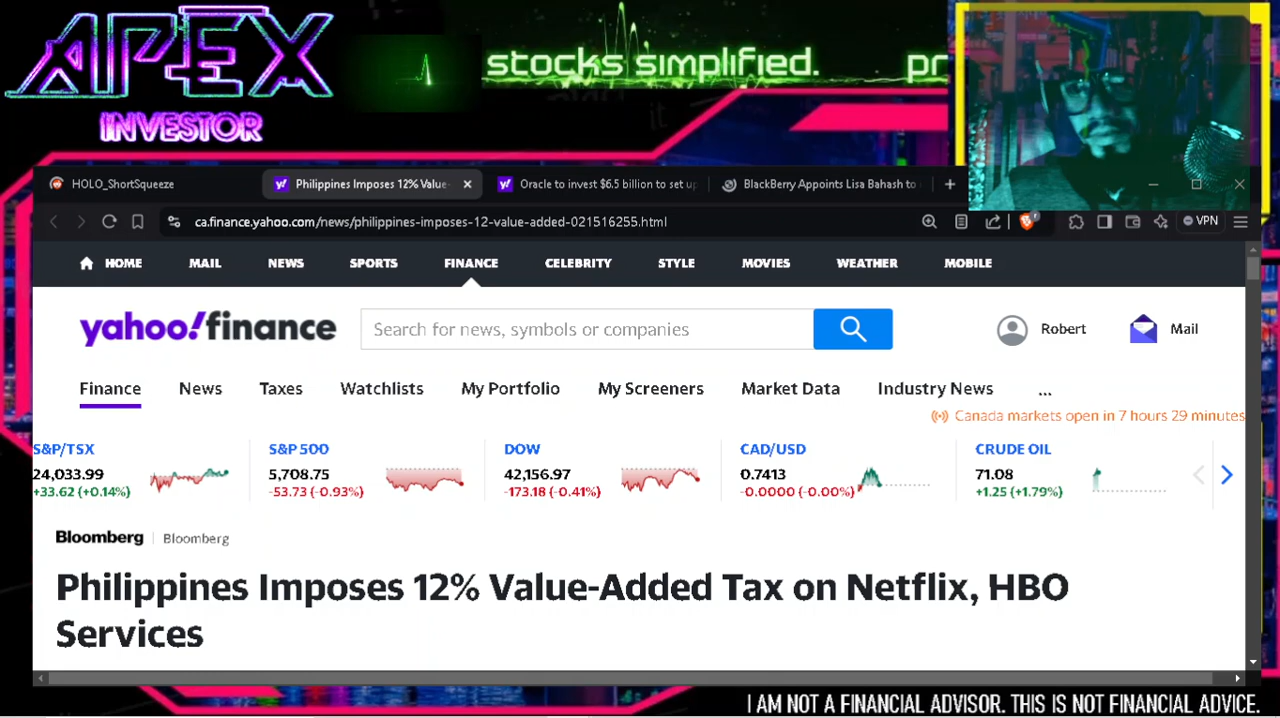 APEX
INVESTOR
stocks simplified. pr
HOLO_ShortSqueeze
Philippines Imposes 12% Value-
Oracle to invest $6.5 billion to set up
BlackBerry Appoints Lisa Bahash to
ca.finance.yahoo.com/news/philippines-imposes-12-value-added-021516255.html
VPN
HOME MAIL NEWS SPORTS FINANCE CELEBRITY STYLE MOVIES WEATHER MOBILE
yahoo!finance
Search for news, symbols or companies
Robert
Mail
Finance News Taxes Watchlists My Portfolio My Screeners Market Data Industry News ...
Canada markets open in 7 hours 29 minutes
S&P/TSX
24,033.99
+33.62 (+0.14%)
S&P 500
5,708.75
-53.73 (-0.93%)
DOW
42,156.97
-173.18 (-0.41%)
CAD/USD
0.7413
-0.0000 (-0.00%)
CRUDE OIL
71.08
+1.25 (+1.79%)
Bloomberg | Bloomberg
Philippines Imposes 12% Value-Added Tax on Netflix, HBO
Services
I AM NOT A FINANCIAL ADVISOR. THIS IS NOT FINANCIAL ADVICE.